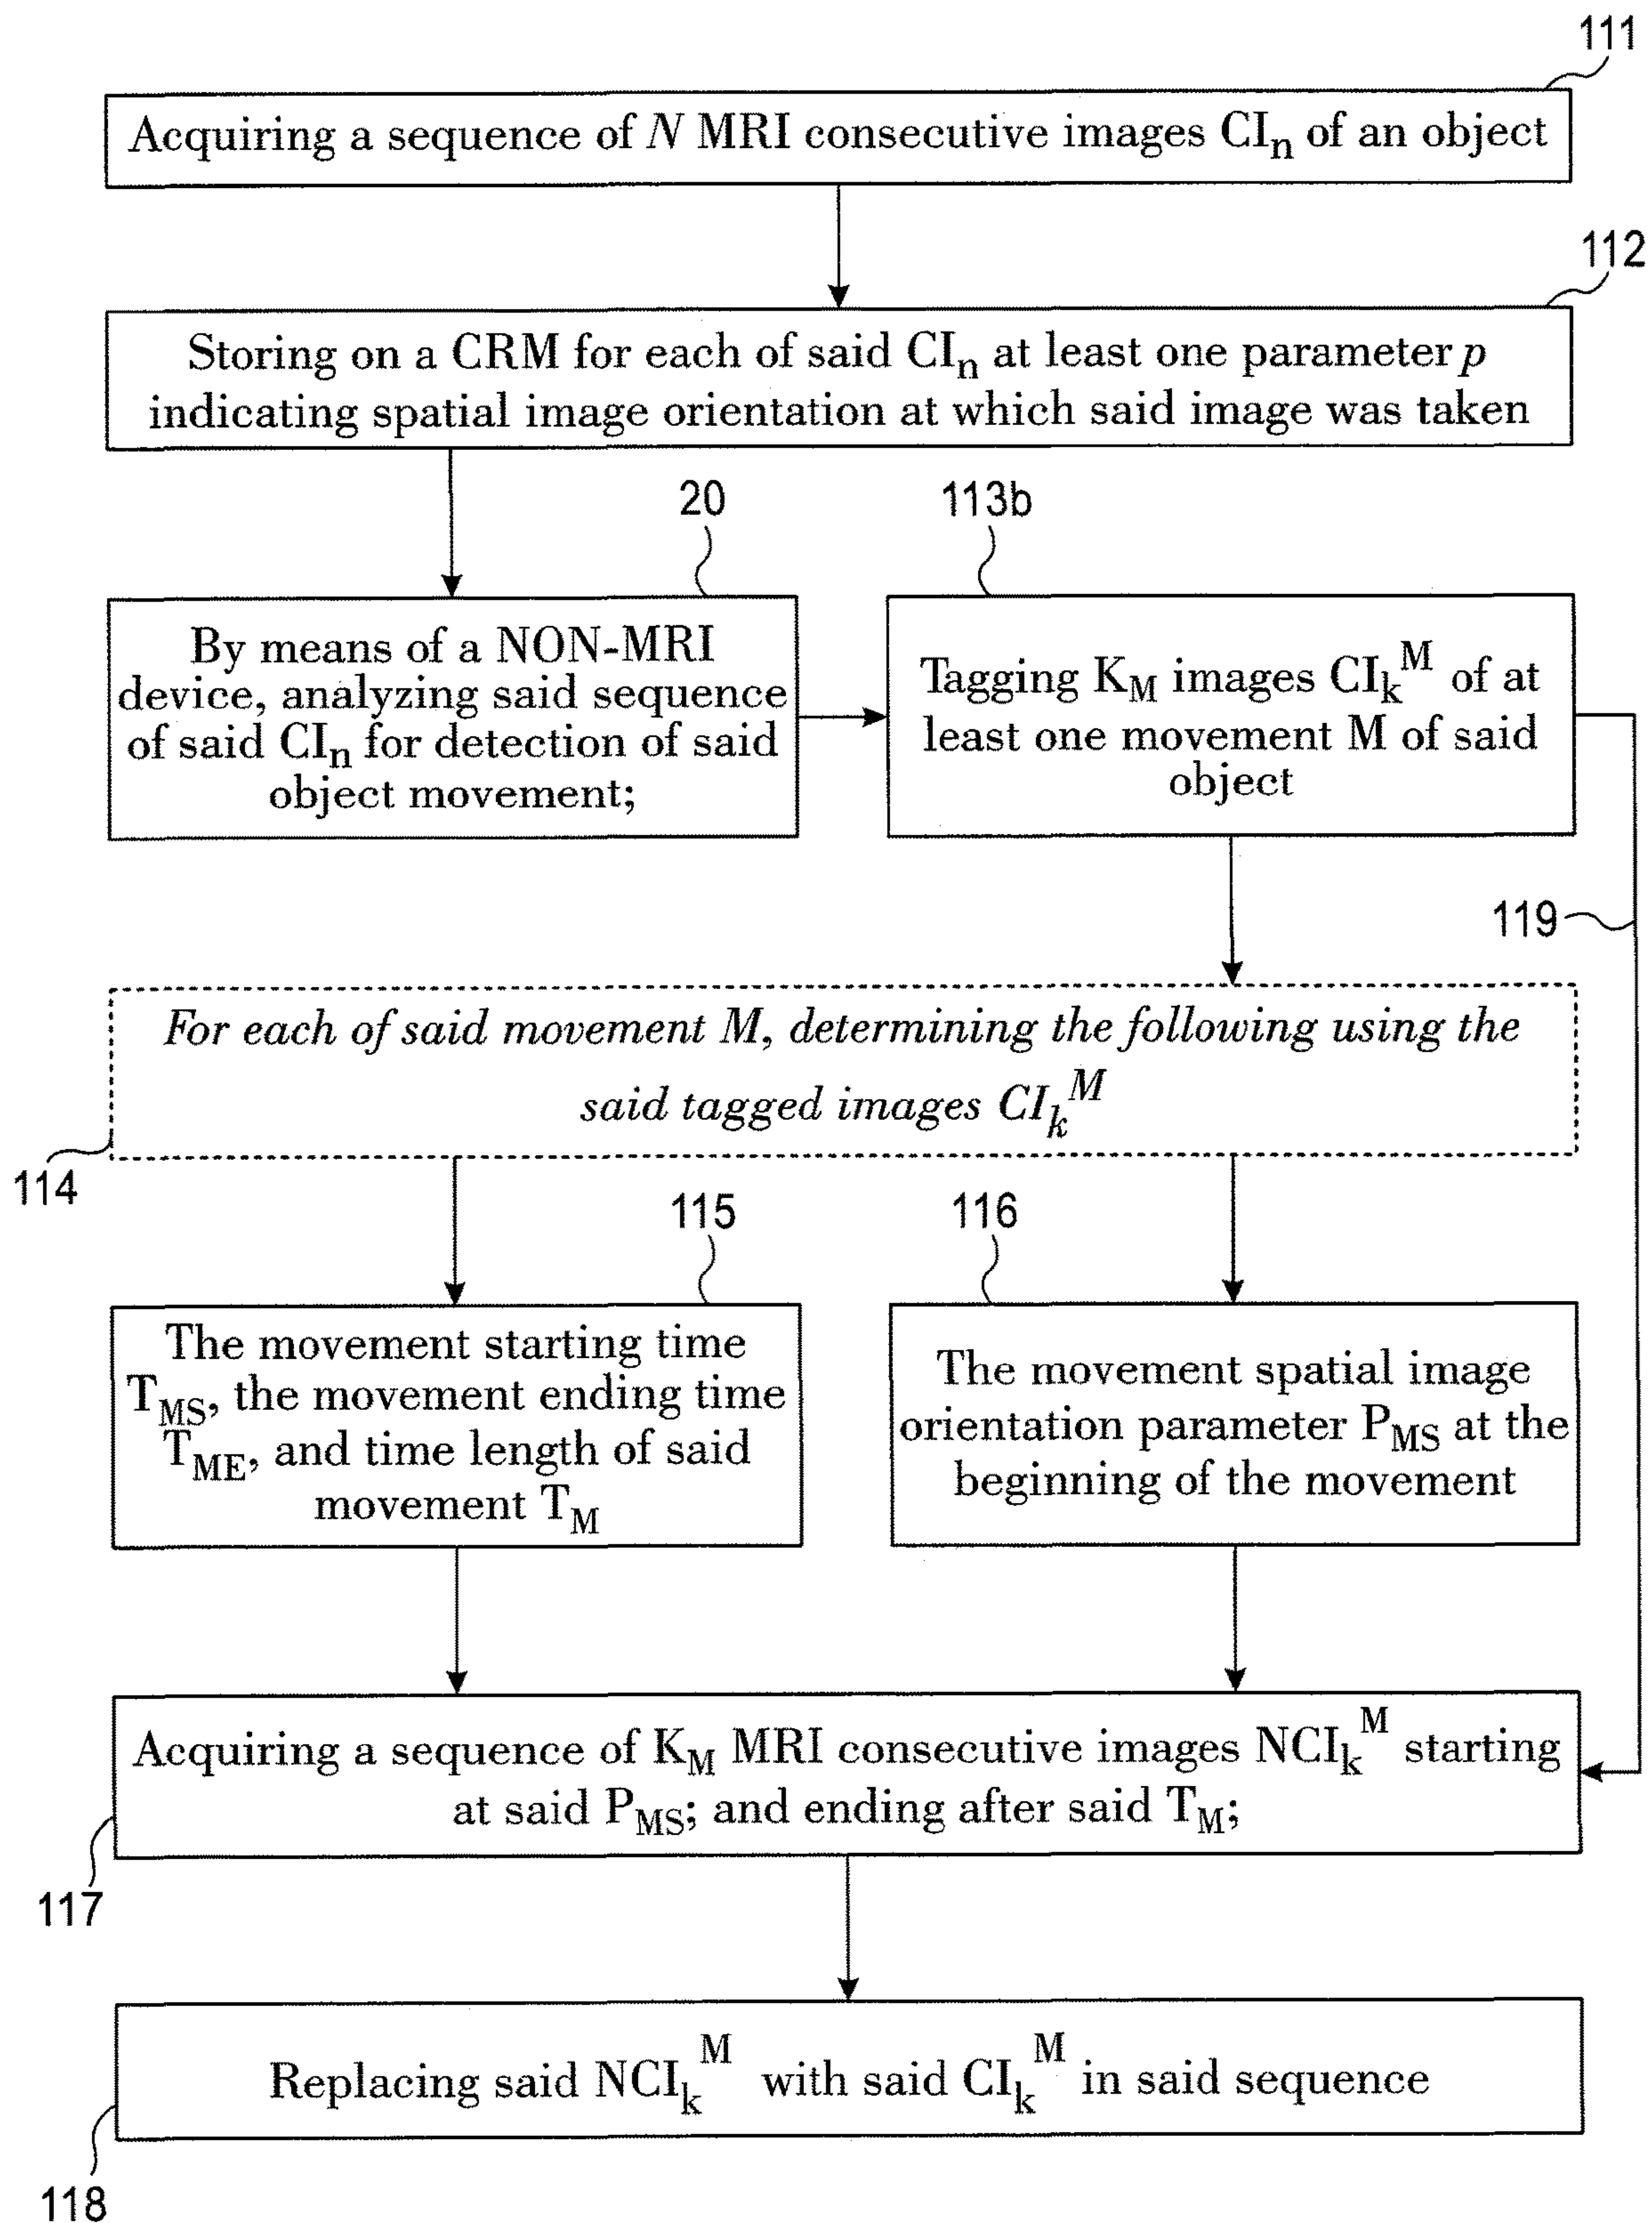 111
Acquiring a sequence of N MRI consecutive images CIn of an object
112
Storing on a CRM for each of said CIn at least one parameter p
indicating spatial image orientation at which said image was taken
20
113b
By means of a NON-MRI
device, analyzing said sequence
of said CIn for detection of said
object movement;
Tagging KM images CIkM of at
least one movement M of said
object
119
For each of said movement M, determining the following using the
said tagged images CIkM
114
115
116
The movement starting time
TMS, the movement ending time
TME, and time length of said
movement TM
The movement spatial image
orientation parameter PMS at the
beginning of the movement
Acquiring a sequence of KM MRI consecutive images NCIkM starting
at said PMS; and ending after said TM;
117
Replacing said NCIkM with said CIkM in said sequence
118